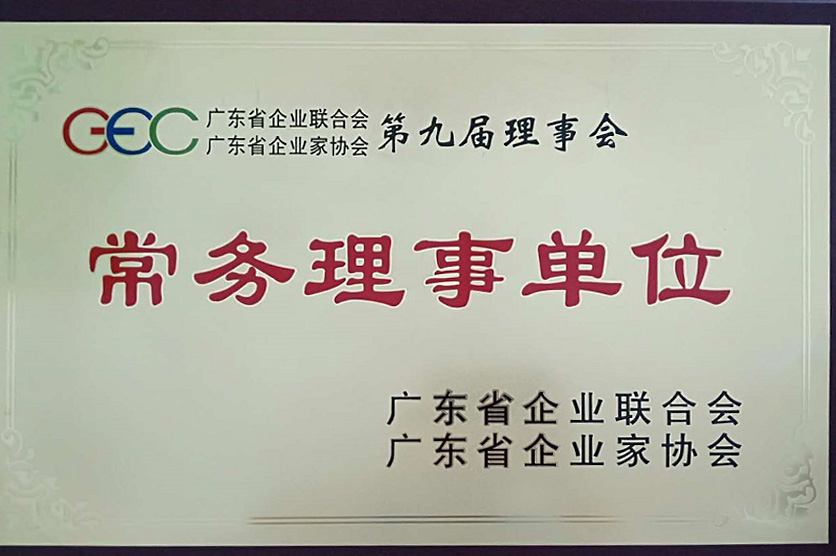 GEC 广东省企业联合会 第九届理事会
广东省企业家协会
常务理事单位
广东省企业联合会
广东省企业家协会